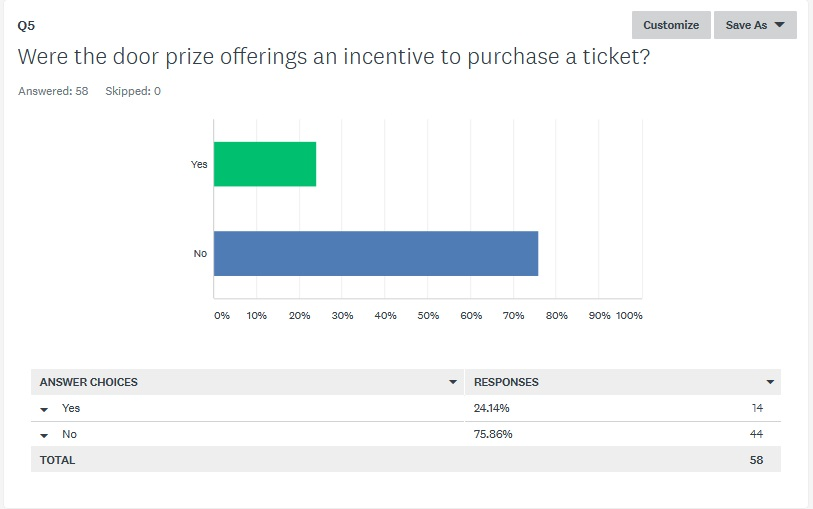 Q5
Customize
Save As
Were the door prize offerings an incentive to purchase a ticket?
Answered: 58 Skipped: 0
Yes
No
0% 10% 20% 30% 40% 50% 60% 70% 80% 90% 100%
ANSWER CHOICES RESPONSES
Yes 24.14% 14
No 75.86% 44
TOTAL 58